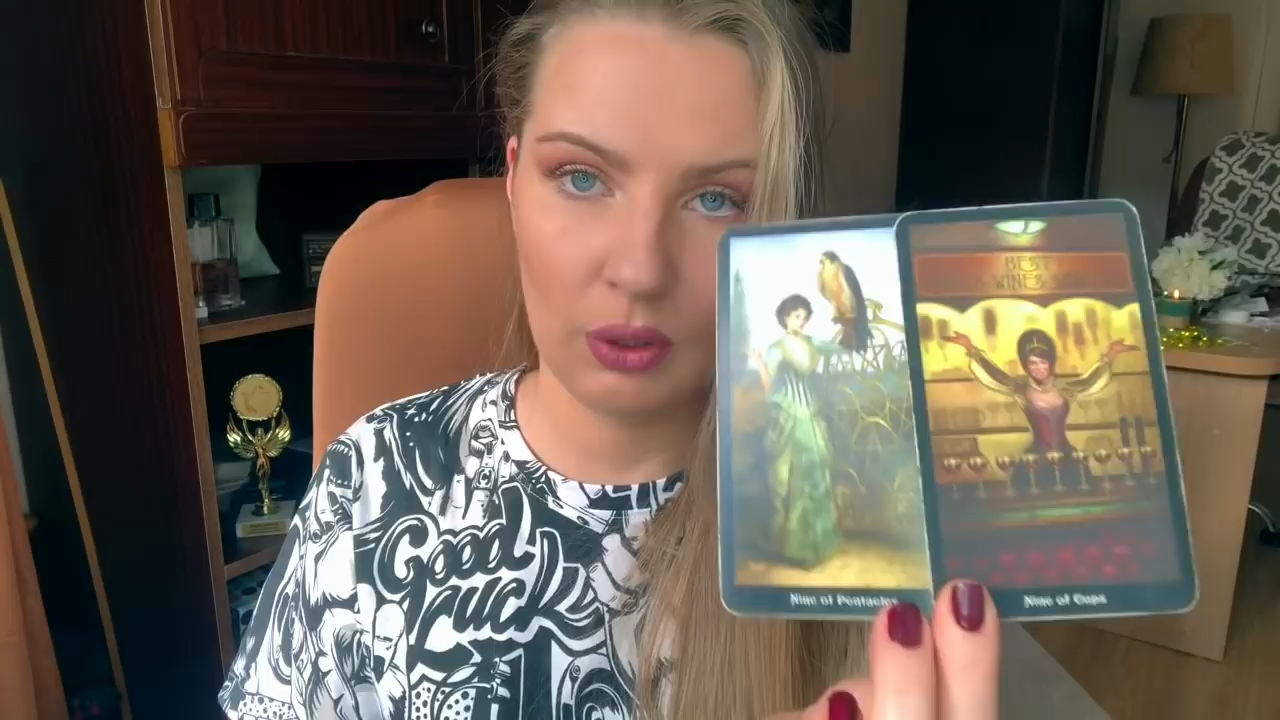 Good
Luck
BEST
WINES
Nine of Pentacles
Nine of Cups